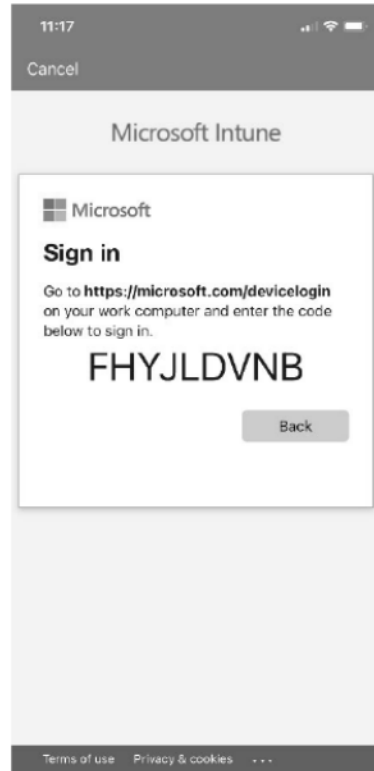 11:17
Cancel
Microsoft Intune
Microsoft
Sign in
Go to https://microsoft.com/devicelogin
on your work computer and enter the code
below to sign in.
FHYJLDVNB
Back
Terms of use Privacy & cookies ...